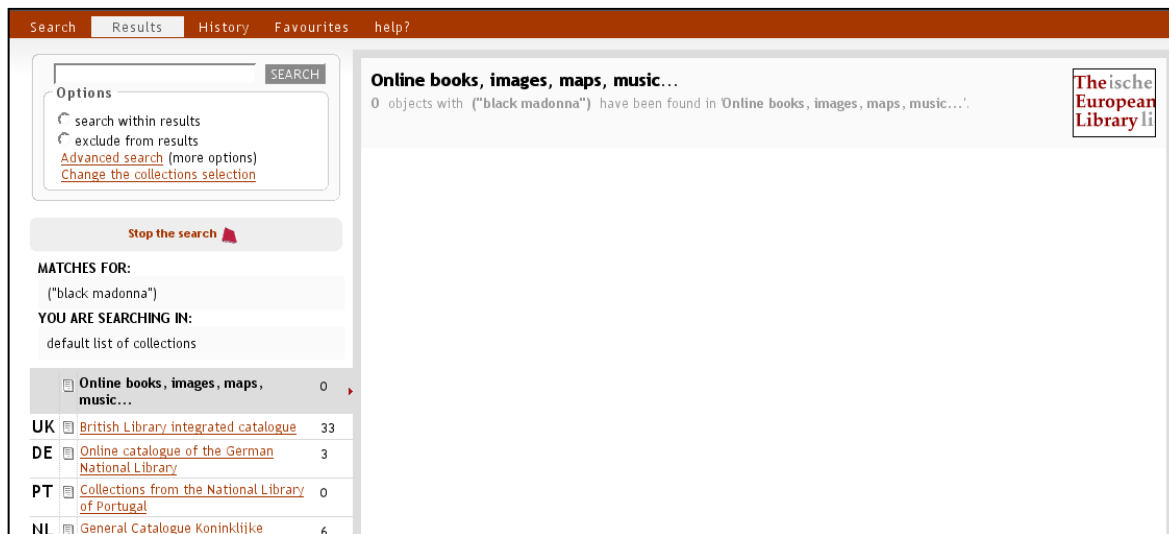 Search Results History Favourites help?
SEARCH
Options
search within results
exclude from results
Advanced search (more options)
Change the collections selection
Stop the search
MATCHES FOR:
("black madonna")
YOU ARE SEARCHING IN:
default list of collections
Online books, images, maps, music... 0
UK British Library integrated catalogue 33
DE Online catalogue of the German National Library 3
PT Collections from the National Library of Portugal 0
NL General Catalogue Koninklijke 6
Online books, images, maps, music...
0 objects with ("black madonna") have been found in 'Online books, images, maps, music...'.
The ische
European
Library li